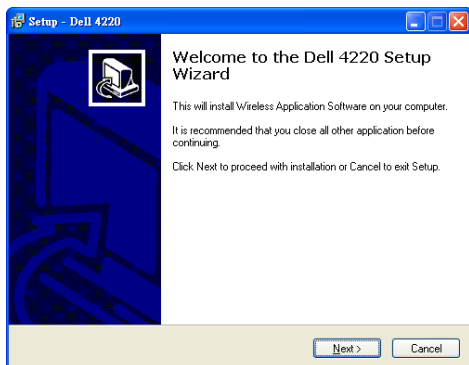 Setup - Dell 4220
Welcome to the Dell 4220 Setup
Wizard
This will install Wireless Application Software on your computer.
It is recommended that you close all other application before
continuing.
Click Next to proceed with installation or Cancel to exit Setup.
Next >
Cancel